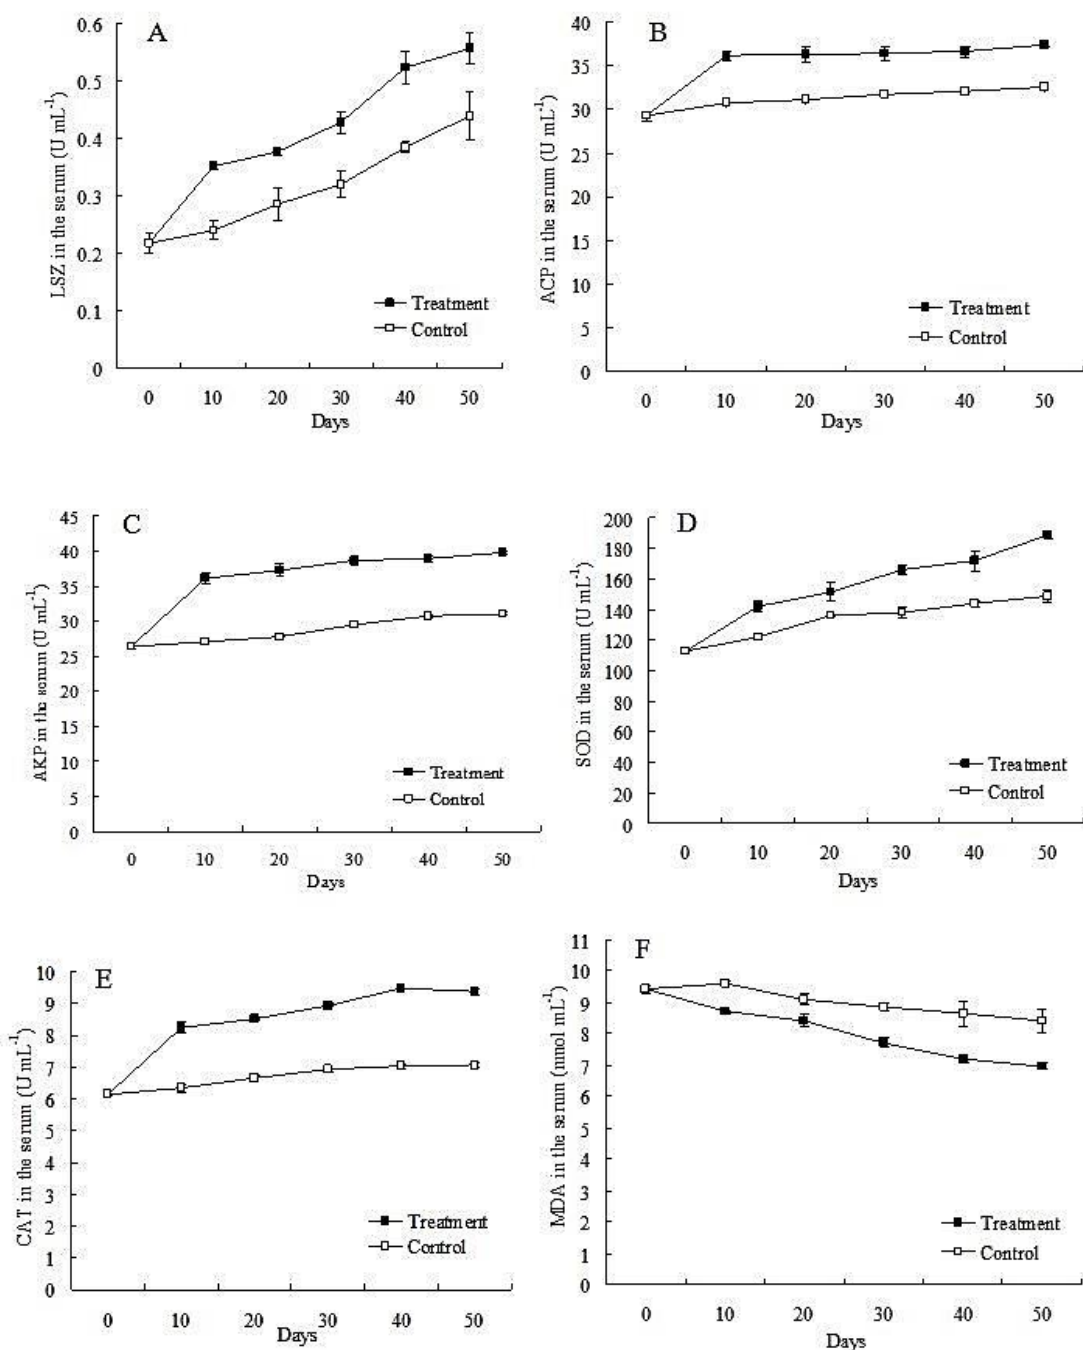 A
LSZ in the serum (U mL-1)
0.6
0.5
0.4
0.3
0.2
0.1
0
Treatment
Control
0 10 20 30 40 50
Days
B
ACP in the serum (U mL-1)
40
35
30
25
20
15
10
5
0
Treatment
Control
0 10 20 30 40 50
Days
C
AKP in the serum (U mL-1)
45
40
35
30
25
20
15
10
5
0
Treatment
Control
0 10 20 30 40 50
Days
D
SOD in the serum (U mL-1)
200
180
160
140
120
100
80
60
40
20
0
Treatment
Control
0 10 20 30 40 50
Days
E
CAT in the serum (U mL-1)
10
9
8
7
6
5
4
3
2
1
0
Treatment
Control
0 10 20 30 40 50
Days
F
MDA in the serum (nmol mL-1)
11
10
9
8
7
6
5
4
3
2
1
0
Treatment
Control
0 10 20 30 40 50
Days